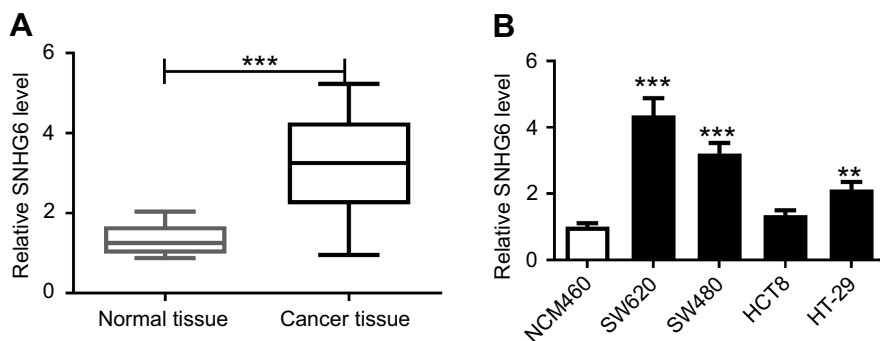 A
Relative SNHG6 level
6
4
2
0
***
Normal tissue
Cancer tissue
B
Relative SNHG6 level
6
4
2
0
***
***
**
NCM460
SW620
SW480
HCT8
HT-29